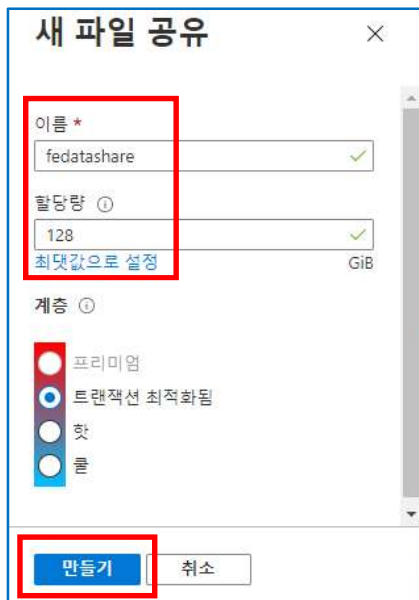 새 파일 공유
이름 *
fedatashare
할당량
128
최댓값으로 설정 GiB
계층
프리미엄
트랜잭션 최적화됨
핫
쿨
만들기 취소